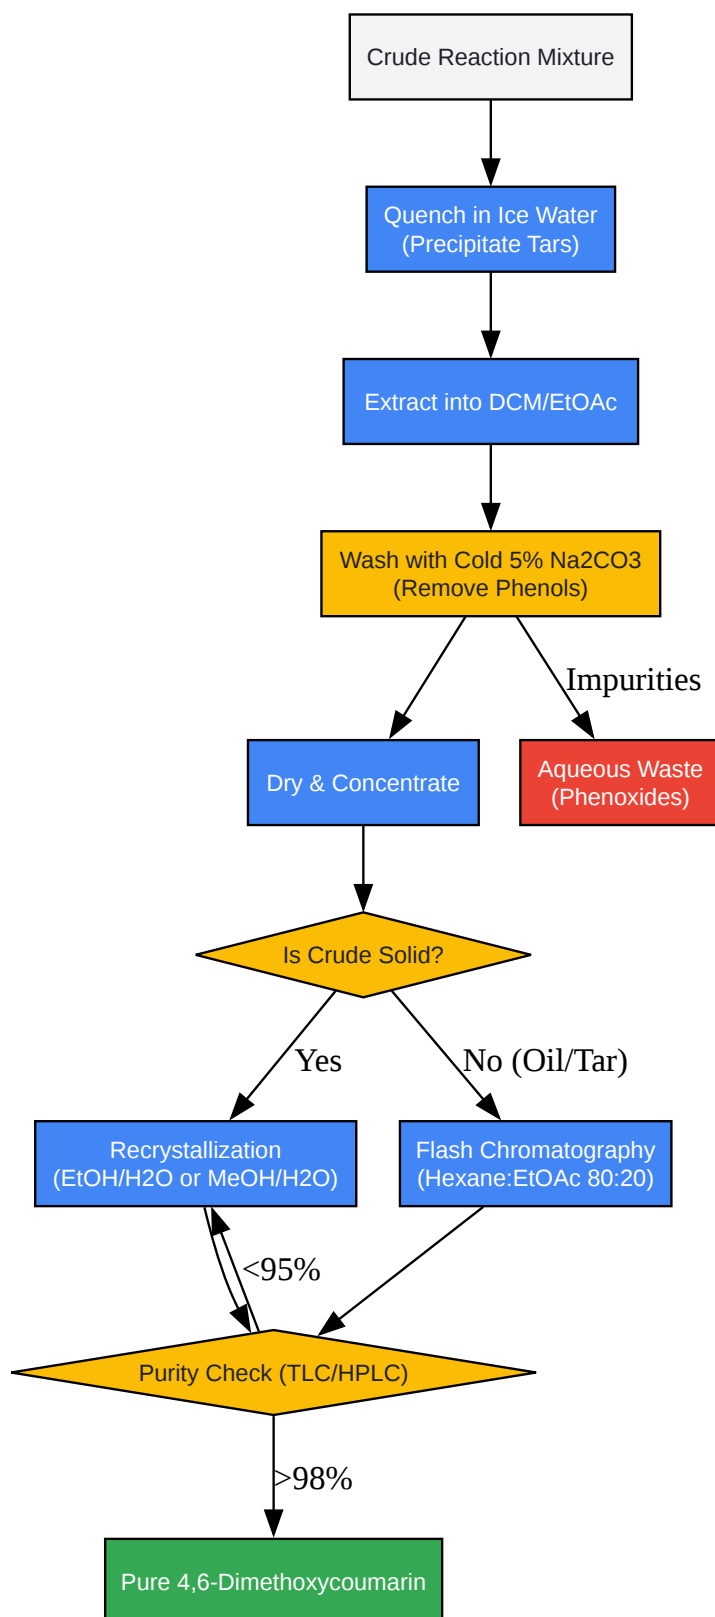 Crude Reaction Mixture
Quench in Ice Water
(Precipitate Tars)
Extract into DCM/EtOAc
Wash with Cold 5% Na2CO3
(Remove Phenols)
Impurities
Dry & Concentrate
Aqueous Waste
(Phenoxides)
Is Crude Solid?
Yes
No (Oil/Tar)
Recrystallization
(EtOH/H2O or MeOH/H2O)
Flash Chromatography
(Hexane:EtOAc 80:20)
<95%
Purity Check (TLC/HPLC)
>98%
Pure 4,6-Dimethoxycoumarin